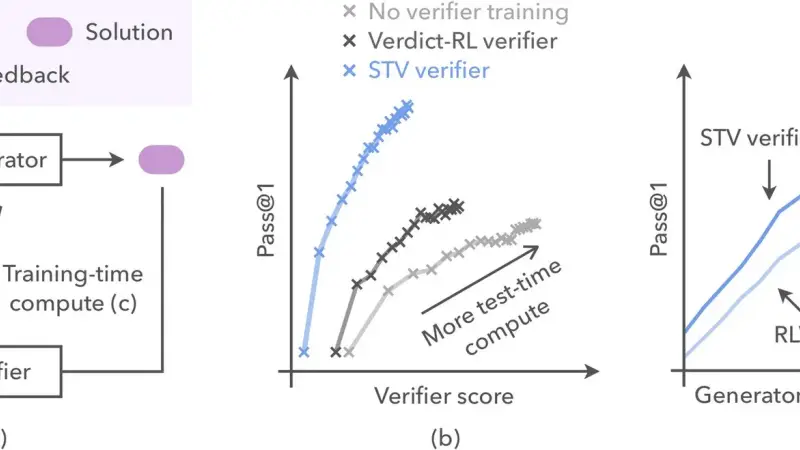 Solution
edback
rator
Training-time
compute (c)
fier
)
No verifier training
Verdict-RL verifier
STV verifier
Pass@1
More test-time
compute
Verifier score
(b)
Pass@1
STV verifi
RL
Generator